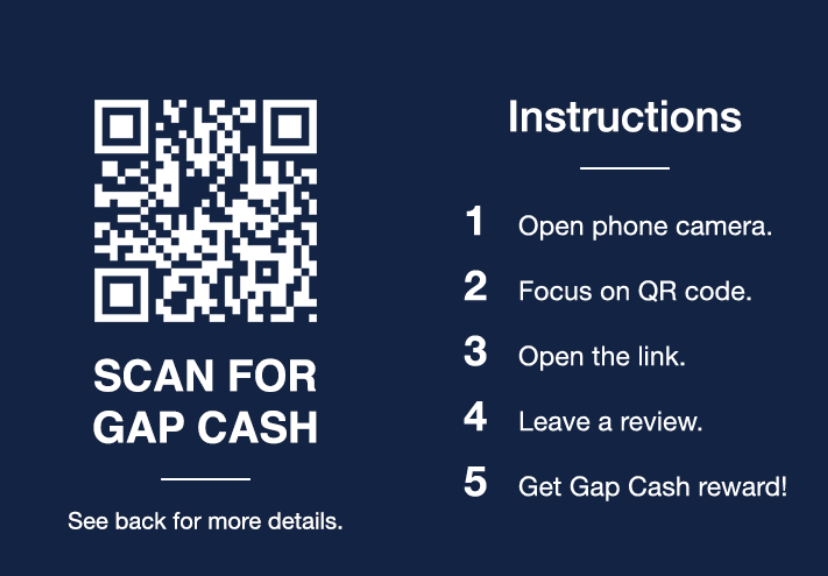 SCAN FOR
GAP CASH
See back for more details.
Instructions
1 Open phone camera.
2 Focus on QR code.
3 Open the link.
4 Leave a review.
5 Get Gap Cash reward!